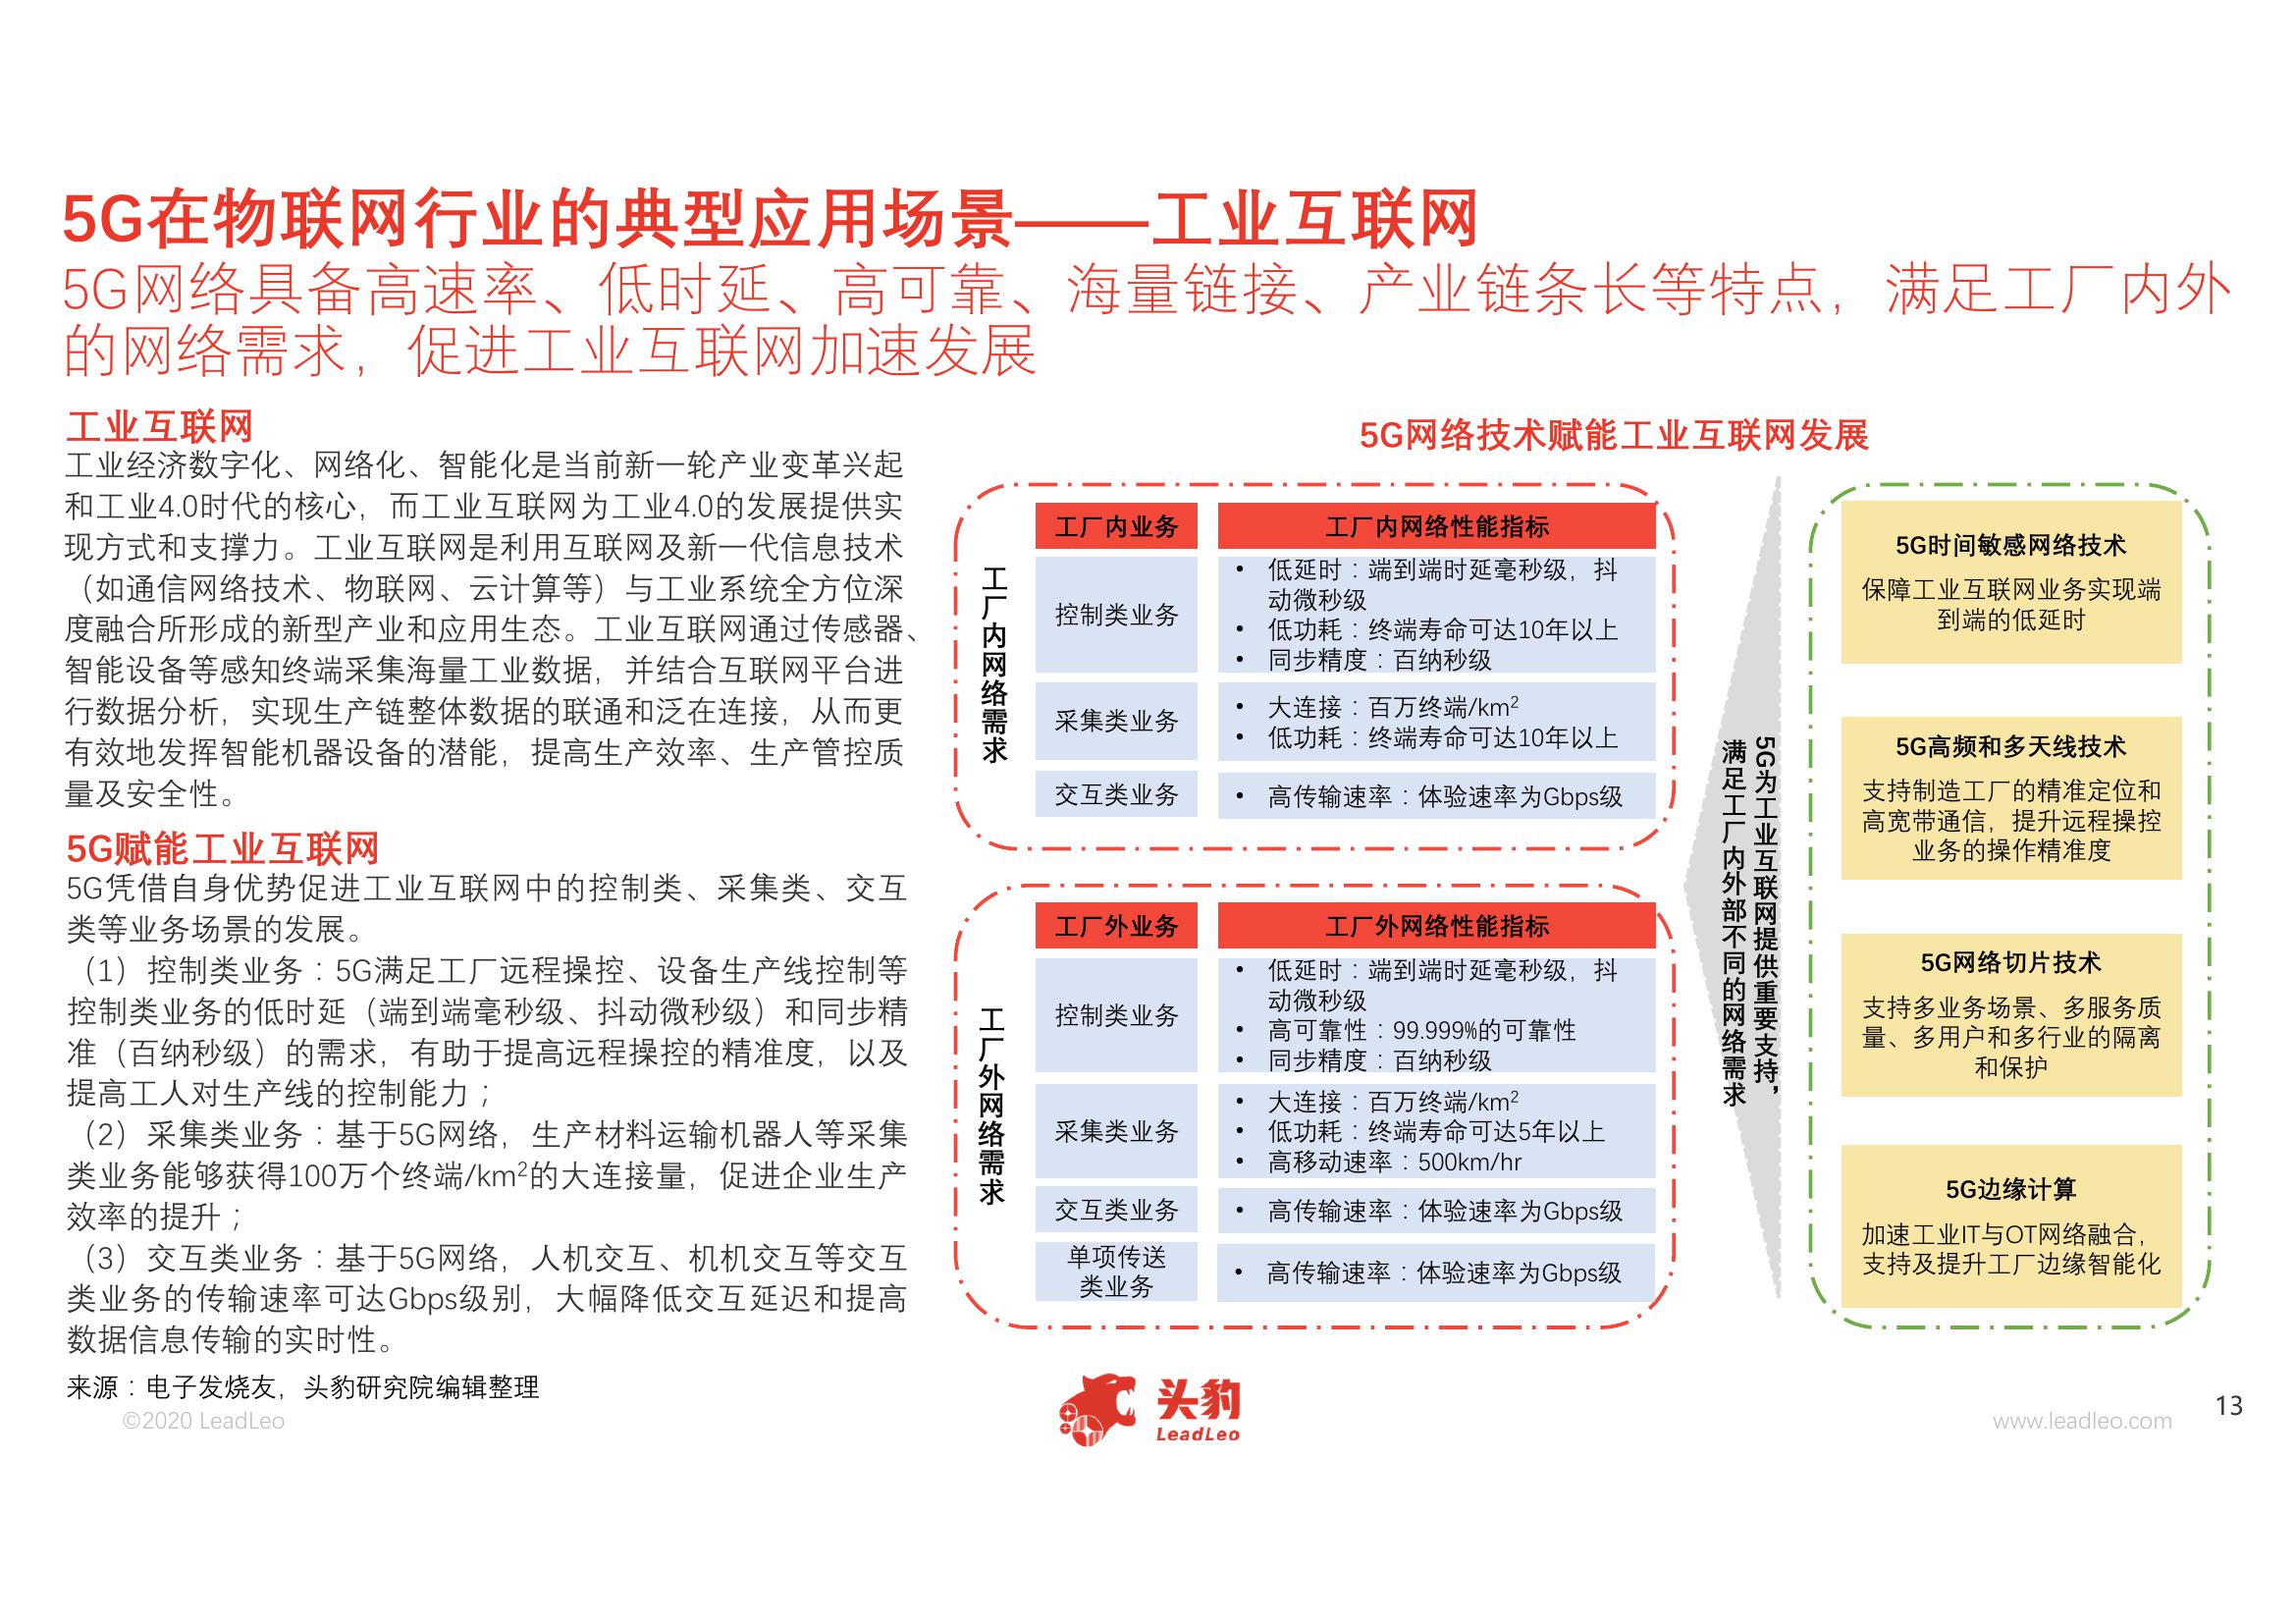 5G在物联网行业的典型应用场景——工业互联网
5G网络具备高速率、低时延、高可靠、海量链接、产业链条长等特点，满足工厂内外
的网络需求，促进工业互联网加速发展
工业互联网
工业经济数字化、网络化、智能化是当前新一轮产业变革兴起
和工业4.0时代的核心，而工业互联网为工业4.0的发展提供实
现方式和支撑力。工业互联网是利用互联网及新一代信息技术
（如通信网络技术、物联网、云计算等）与工业系统全方位深
度融合所形成的新型产业和应用生态。工业互联网通过传感器、
智能设备等感知终端采集海量工业数据，并结合互联网平台进
行数据分析，实现生产链整体数据的联通和泛在连接，从而更
有效地发挥智能机器设备的潜能，提高生产效率、生产管控质
量及安全性。
5G赋能工业互联网
5G凭借自身优势促进工业互联网中的控制类、采集类、交互
类等业务场景的发展。
（1）控制类业务：5G满足工厂远程操控、设备生产线控制等
控制类业务的低时延（端到端毫秒级、抖动微秒级）和同步精
准（百纳秒级）的需求，有助于提高远程操控的精准度，以及
提高工人对生产线的控制能力；
（2）采集类业务：基于5G网络，生产材料运输机器人等采集
类业务能够获得100万个终端/km²的大连接量，促进企业生产
效率的提升；
（3）交互类业务：基于5G网络，人机交互、机机交互等交互
类业务的传输速率可达Gbps级别，大幅降低交互延迟和提高
数据信息传输的实时性。
来源：电子发烧友，头豹研究院编辑整理
5G网络技术赋能工业互联网发展
工厂内网络需求
工厂内业务
工厂内网络性能指标
控制类业务
• 低延时：端到端时延毫秒级，抖
动微秒级
• 低功耗：终端寿命可达10年以上
• 同步精度：百纳秒级
采集类业务
• 大连接：百万终端/km²
• 低功耗：终端寿命可达10年以上
交互类业务
• 高传输速率：体验速率为Gbps级
工厂外网络需求
工厂外业务
工厂外网络性能指标
控制类业务
• 低延时：端到端时延毫秒级，抖
动微秒级
• 高可靠性：99.999%的可靠性
• 同步精度：百纳秒级
采集类业务
• 大连接：百万终端/km²
• 低功耗：终端寿命可达5年以上
• 高移动速率：500km/hr
交互类业务
• 高传输速率：体验速率为Gbps级
单项传送
类业务
• 高传输速率：体验速率为Gbps级
5G为工业互联网提供重要支持，
满足工厂内外部不同的网络需求
5G时间敏感网络技术
保障工业互联网业务实现端
到端的低延时
5G高频和多天线技术
支持制造工厂的精准定位和
高宽带通信，提升远程操控
业务的操作精准度
5G网络切片技术
支持多业务场景、多服务质
量、多用户和多行业的隔离
和保护
5G边缘计算
加速工业IT与OT网络融合，
支持及提升工厂边缘智能化
©2020 LeadLeo
头豹
LeadLeo
www.leadleo.com
13